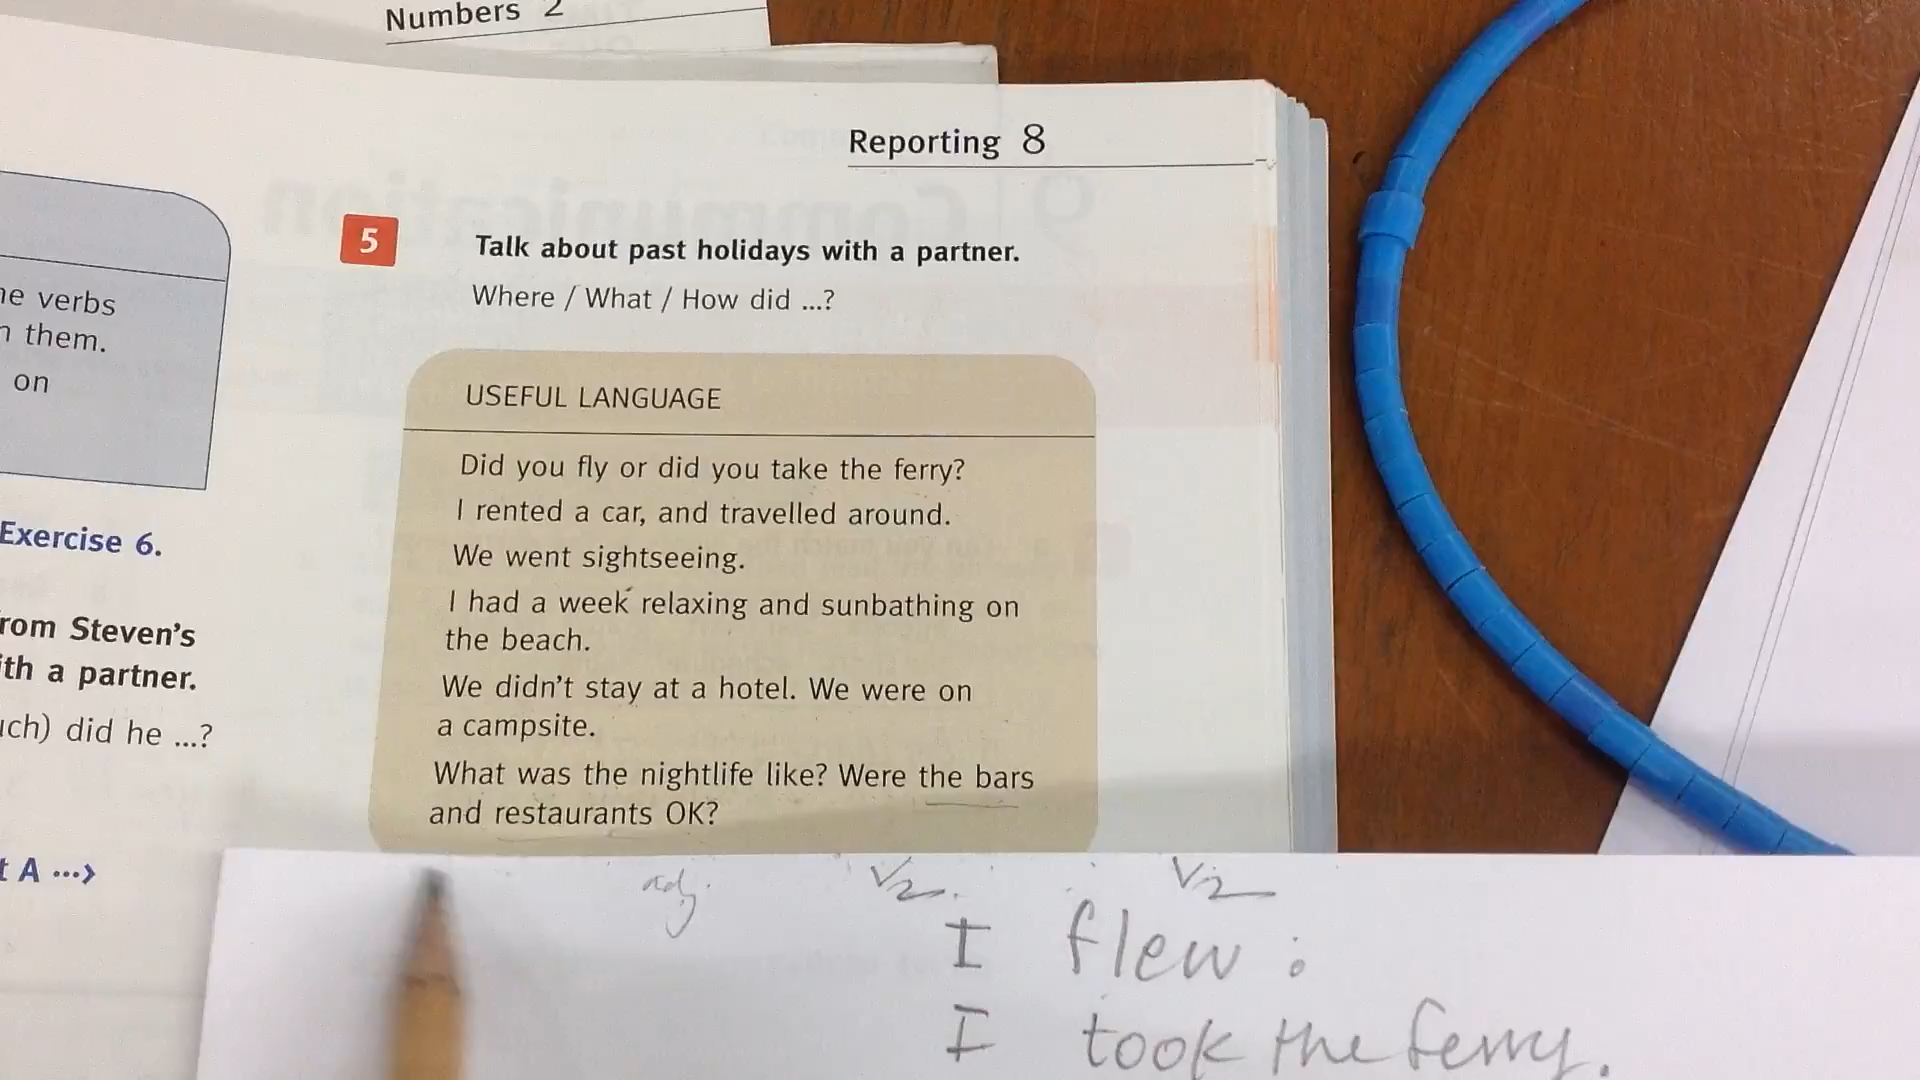 Numbers 2
Reporting 8
he verbs
n them.
on
Exercise 6.
rom Steven's
ith a partner.
uch) did he ...?
t A ...>
5 Talk about past holidays with a partner.
Where / What / How did ...?
USEFUL LANGUAGE
Did you fly or did you take the ferry?
I rented a car, and travelled around.
We went sightseeing.
I had a week relaxing and sunbathing on
the beach.
We didn't stay at a hotel. We were on
a campsite.
What was the nightlife like? Were the bars
and restaurants OK?
adj. V2. V2
I flew :
I took the ferry.